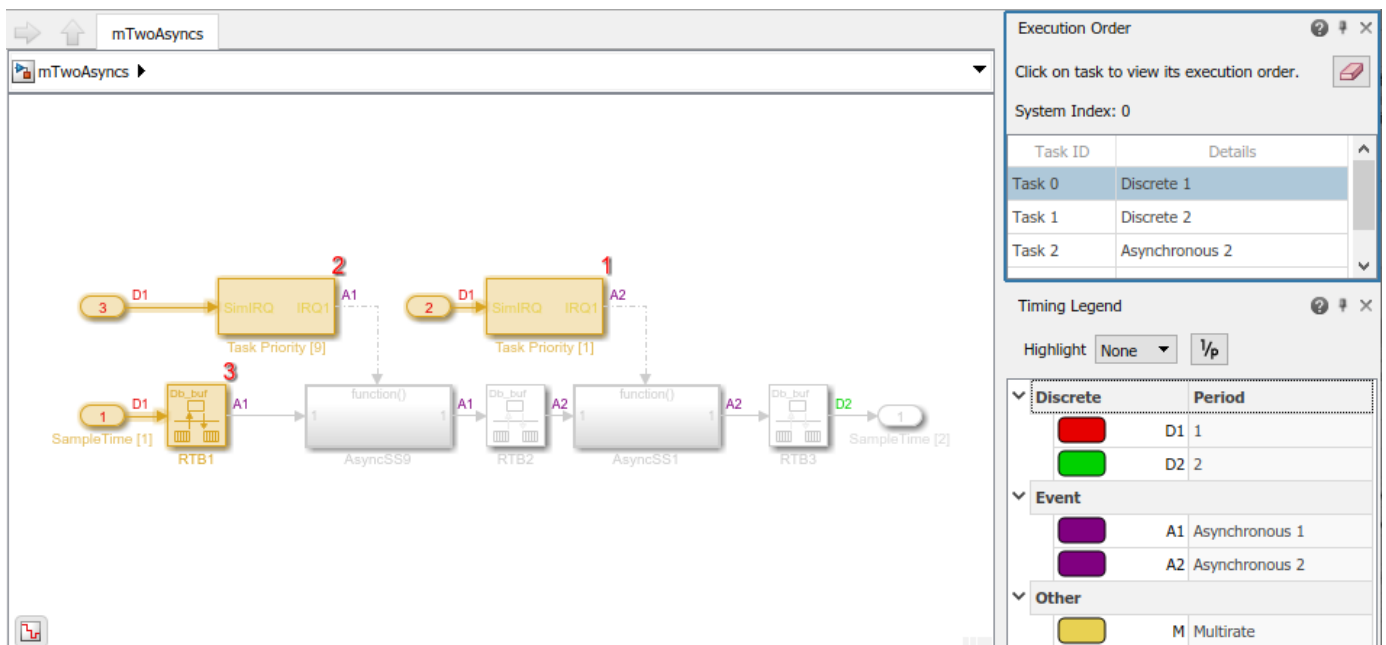 mTwoAsyncs
mTwoAsyncs
2
1
3 D1 SimIRQ IRQ1 A1 2 D1 SimIRQ IRQ1 A2
Task Priority [9] Task Priority [1]
3
1 D1 Db_buf A1 function() 1 1 A1 Db_buf A2 function() 1 1 A2 Db_buf D2 1
SampleTime [1] RTB1 AsyncSS9 RTB2 AsyncSS1 RTB3 SampleTime [2]
Execution Order
Click on task to view its execution order.
System Index: 0
Task ID Details
Task 0 Discrete 1
Task 1 Discrete 2
Task 2 Asynchronous 2
Timing Legend
Highlight None 1/p
Discrete Period
D1 1
D2 2
Event
A1 Asynchronous 1
A2 Asynchronous 2
Other
M Multirate